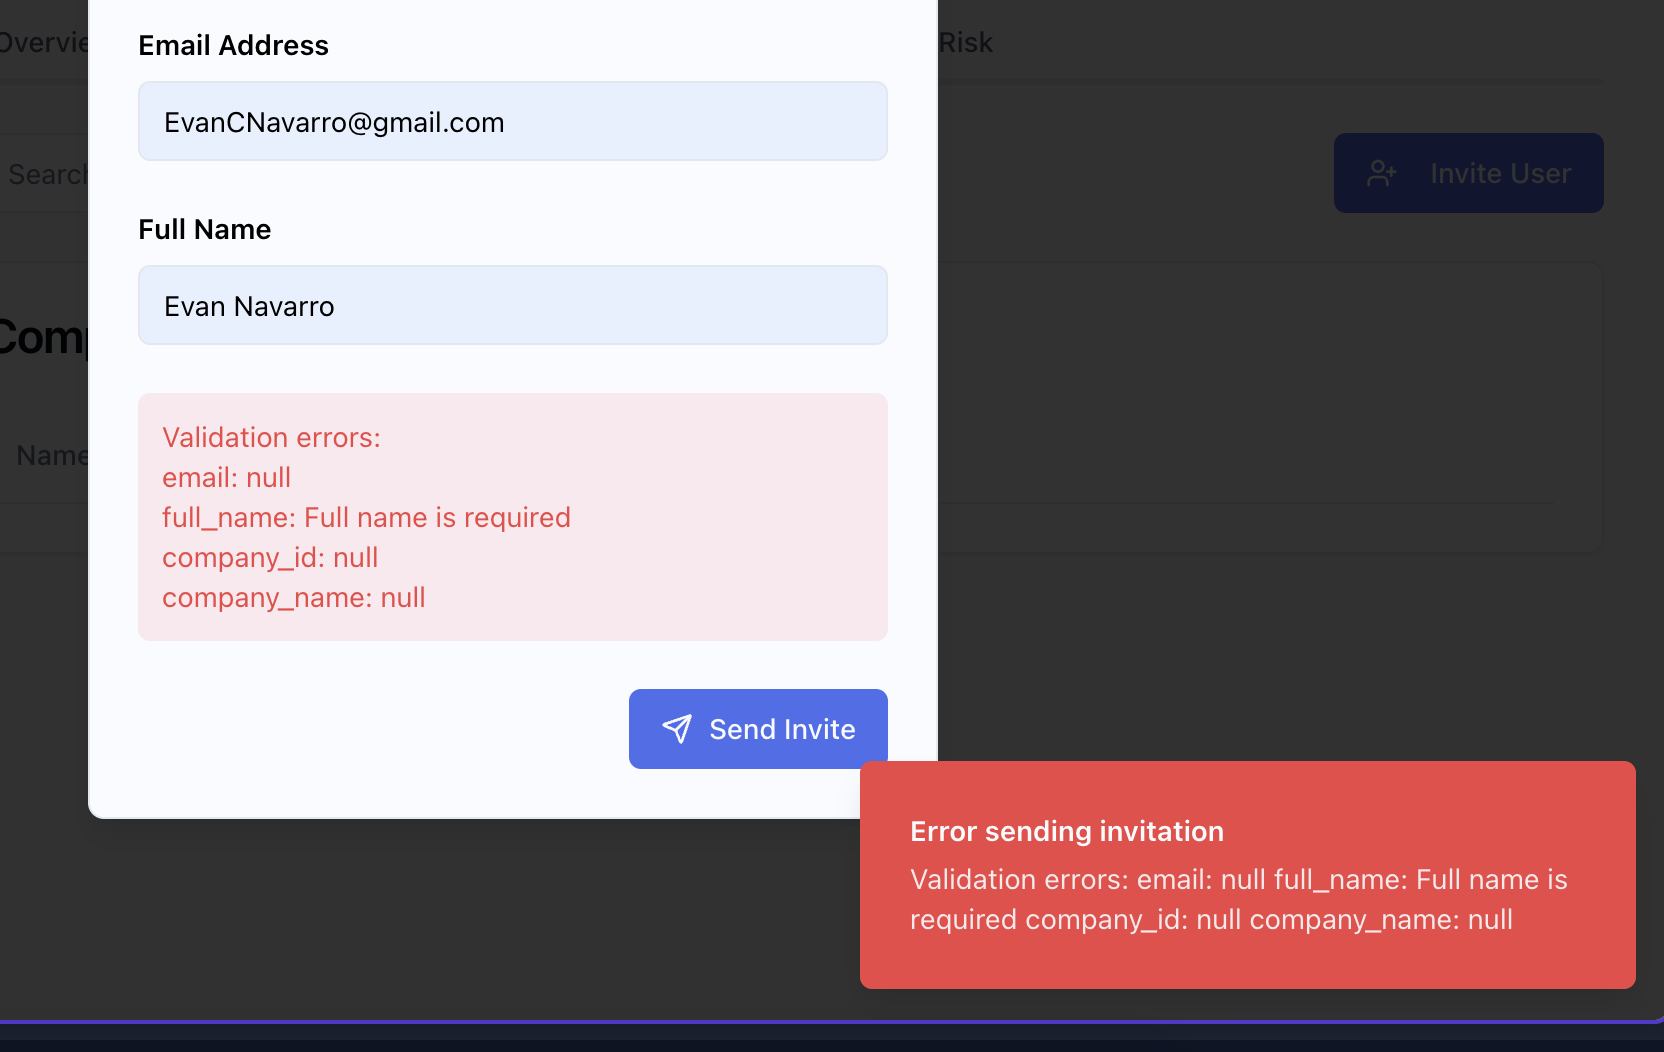 Overvie
Risk
Email Address
EvanCNavarro@gmail.com
Search
Invite User
Full Name
Evan Navarro
Comp
Name
Validation errors:
email: null
full_name: Full name is required
company_id: null
company_name: null
Send Invite
Error sending invitation
Validation errors: email: null full_name: Full name is
required company_id: null company_name: null